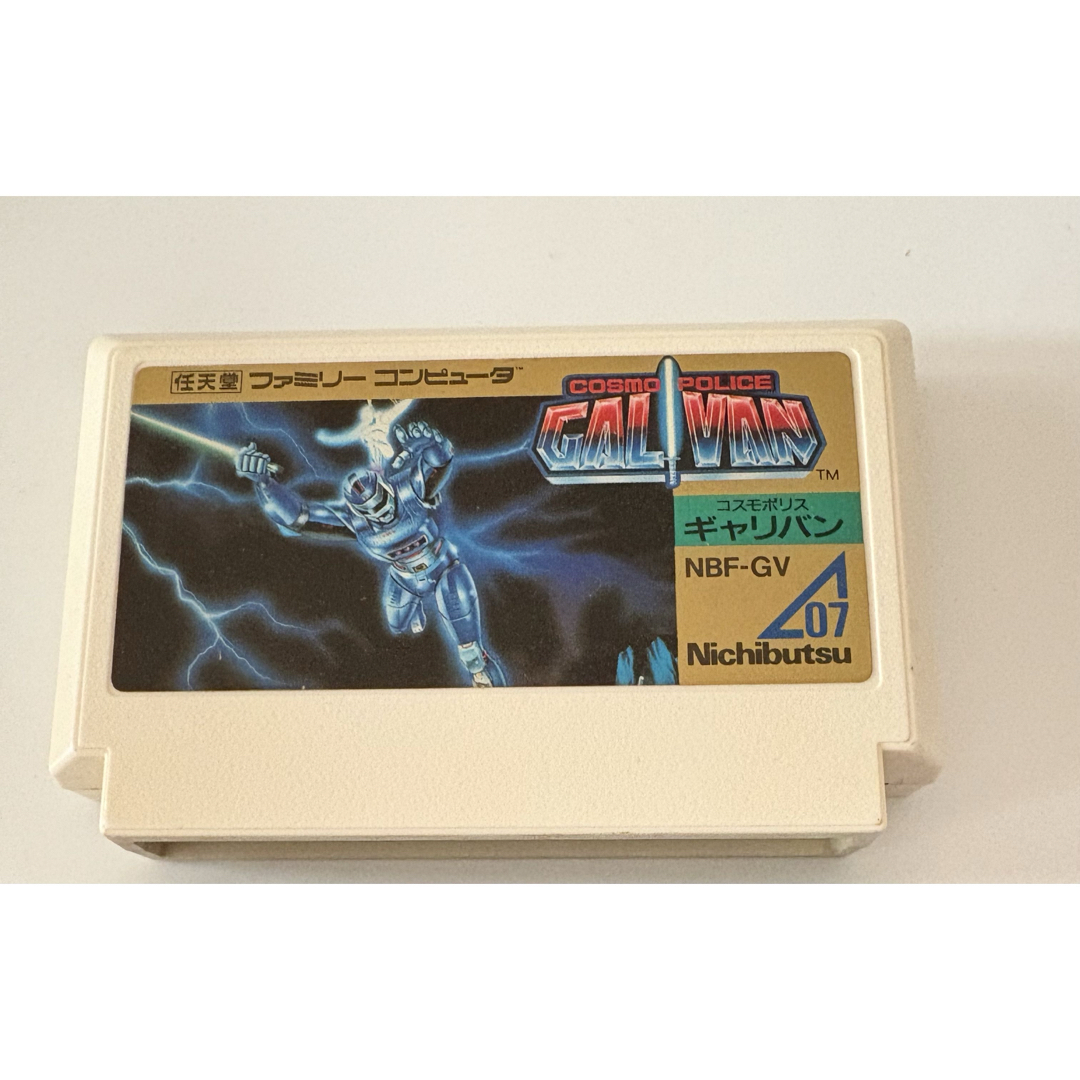 任天堂 ファミリー コンピュータ™
COSMO POLICE
GALIVAN
TM
コスモポリス
ギャリバン
NBF-GV
07
Nichibutsu